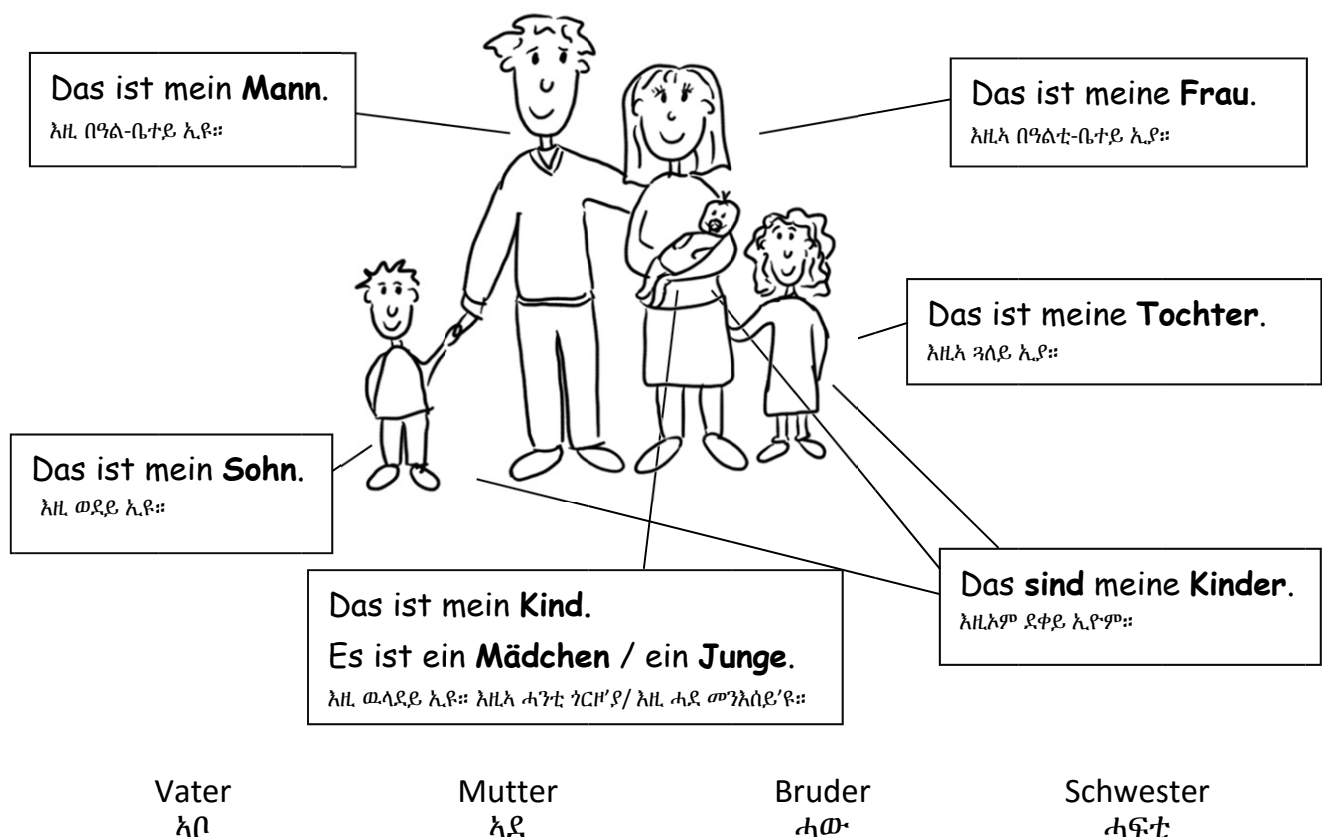 Das ist mein Mann.
እዚ በዓል-ቤተይ ኢዩ።
Das ist meine Frau.
እዚኣ በዓልቲ-ቤተይ ኢያ።
Das ist meine Tochter.
እዚኣ ጓለይ ኢያ።
Das ist mein Sohn.
እዚ ወደይ ኢዩ።
Das ist mein Kind.
Es ist ein Mädchen / ein Junge.
እዚ ዉላደይ ኢዩ። እዚኣ ሓንቲ ጎርዞ'ያ/ እዚ ሓደ መንእሰይ'ዩ።
Das sind meine Kinder.
እዚኦም ደቀይ ኢዮም።
Vater Mutter Bruder Schwester
ኣቦ ኣደ ሓው ሓፍቲ